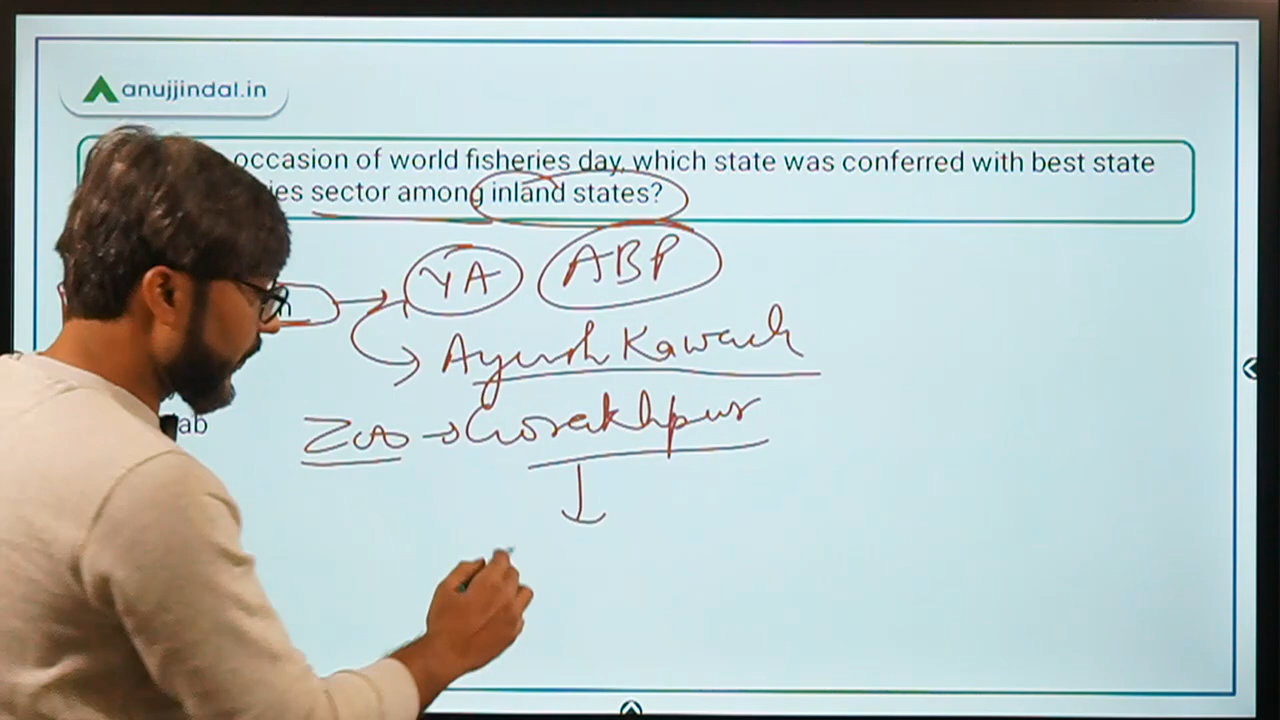 anujjindal.in
occasion of world fisheries day, which state was conferred with best state
ies sector among inland states?
YA ABP
h
Ayush Kawach
ab
Zoo → Gorakhpur